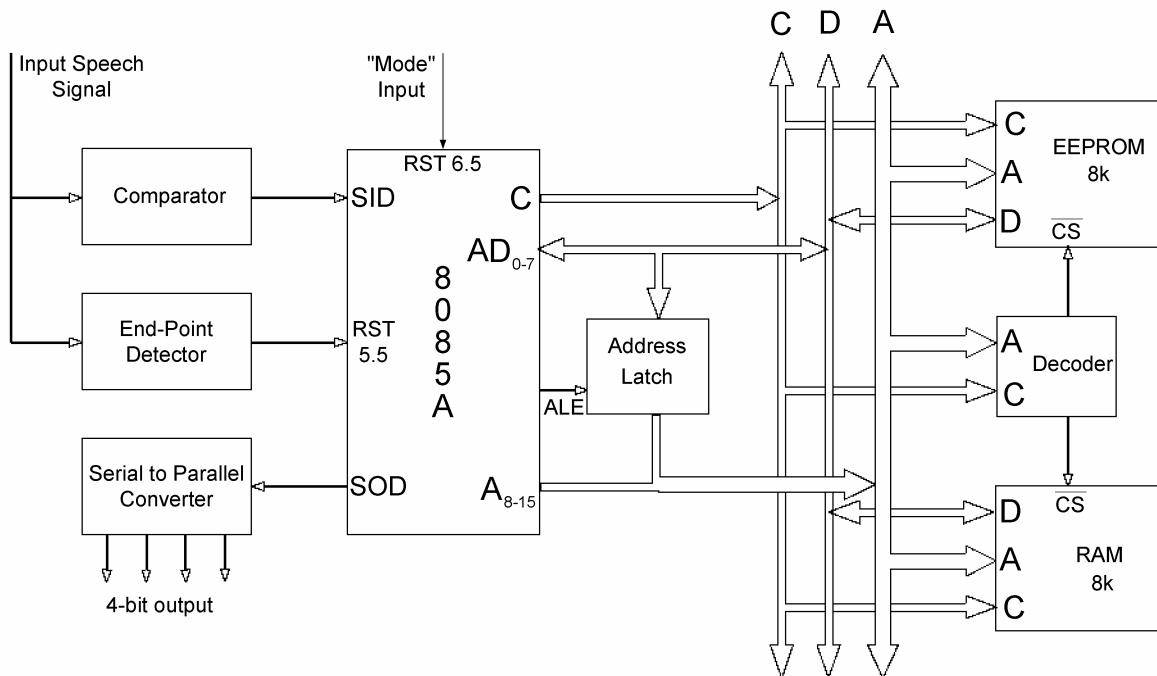 C D A
Input Speech
Signal
"Mode"
Input
Comparator
SID
RST 6.5
C
AD0-7
8
0
8
5
A
End-Point
Detector
RST
5.5
Address
Latch
ALE
Serial to Parallel
Converter
SOD
A8-15
4-bit output
C
EEPROM
8k
A
D
CS
A
Decoder
C
CS
D
RAM
8k
A
C